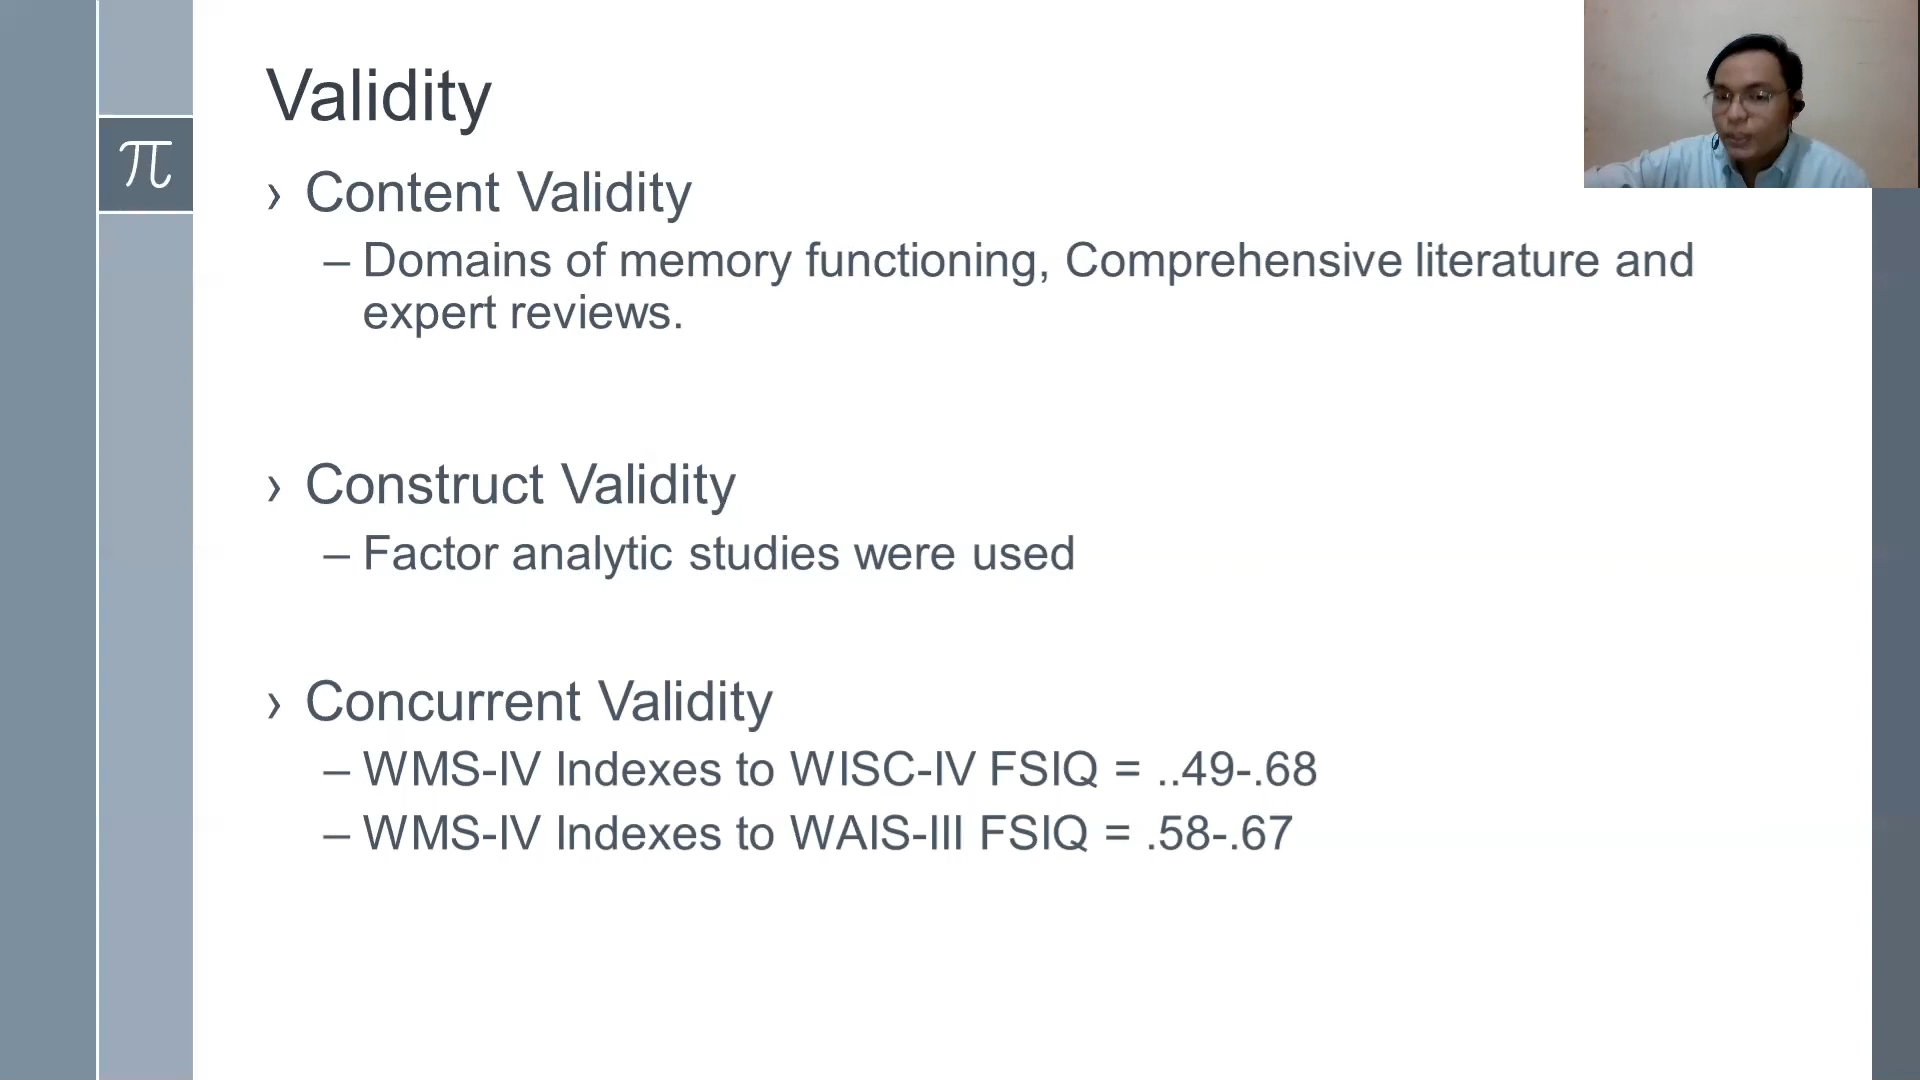 Validity
π
› Content Validity
– Domains of memory functioning, Comprehensive literature and
expert reviews.
› Construct Validity
– Factor analytic studies were used
› Concurrent Validity
– WMS-IV Indexes to WISC-IV FSIQ = ..49-.68
– WMS-IV Indexes to WAIS-III FSIQ = .58-.67